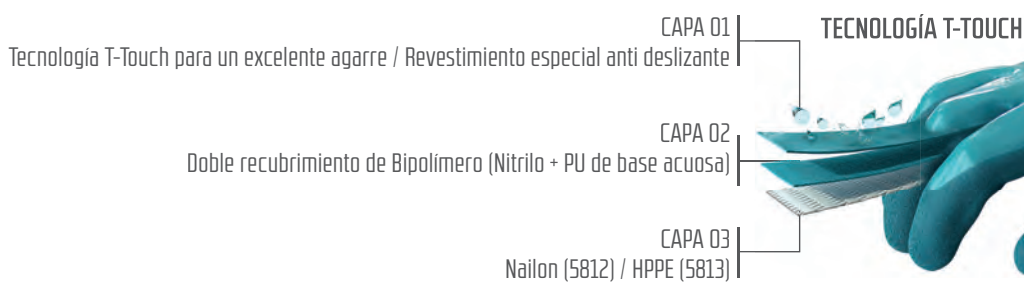 CAPA 01
TECNOLOGÍA T-TOUCH
Tecnología T-Touch para un excelente agarre / Revestimiento especial anti deslizante
CAPA 02
Doble recubrimiento de Bipolímero (Nitrilo + PU de base acuosa)
CAPA 03
Nailon (5812) / HPPE (5813)